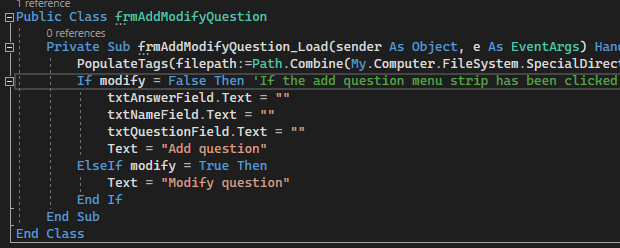 1 reference
Public Class frmAddModifyQuestion
0 references
Private Sub frmAddModifyQuestion_Load(sender As Object, e As EventArgs) Hand
PopulateTags(filepath:=Path.Combine(My.Computer.FileSystem.SpecialDirect
If modify = False Then 'If the add question menu strip has been clicked
txtAnswerField.Text = ""
txtNameField.Text = ""
txtQuestionField.Text = ""
Text = "Add question"
ElseIf modify = True Then
Text = "Modify question"
End If
End Sub
End Class